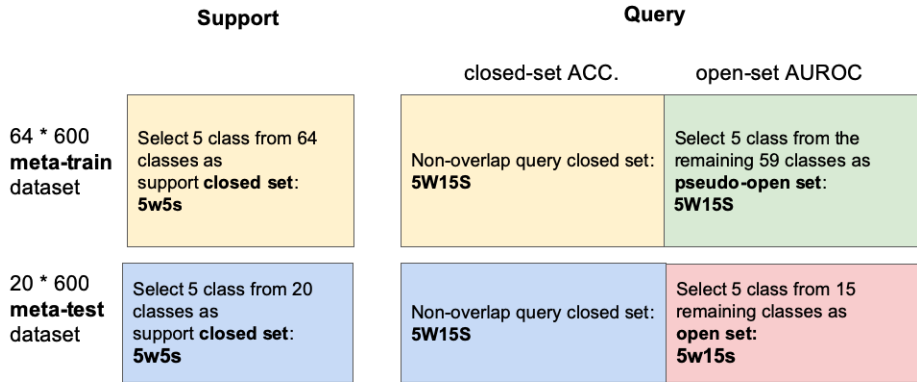 Support
Query
closed-set ACC.
open-set AUROC
64 * 600
meta-train
dataset
Select 5 class from 64
classes as
support closed set:
5w5s
Non-overlap query closed set:
5W15S
Select 5 class from the
remaining 59 classes as
pseudo-open set:
5W15S
20 * 600
meta-test
dataset
Select 5 class from 20
classes as
support closed set:
5w5s
Non-overlap query closed set:
5W15S
Select 5 class from 15
remaining classes as
open set:
5w15s